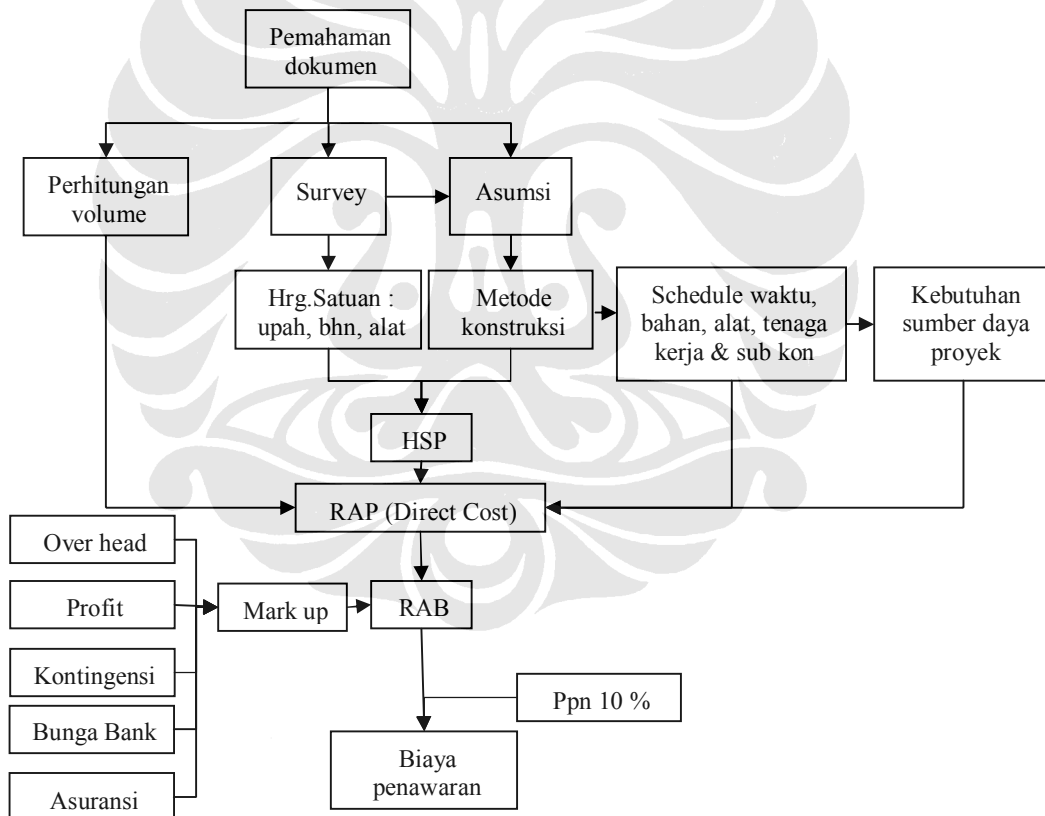 Pemahaman
dokumen
Perhitungan
volume
Survey
Asumsi
Hrg.Satuan :
upah, bhn, alat
Metode
konstruksi
Schedule waktu,
bahan, alat, tenaga
kerja & sub kon
Kebutuhan
sumber daya
proyek
HSP
RAP (Direct Cost)
Over head
Profit
Kontingensi
Bunga Bank
Asuransi
Mark up
RAB
Ppn 10 %
Biaya
penawaran